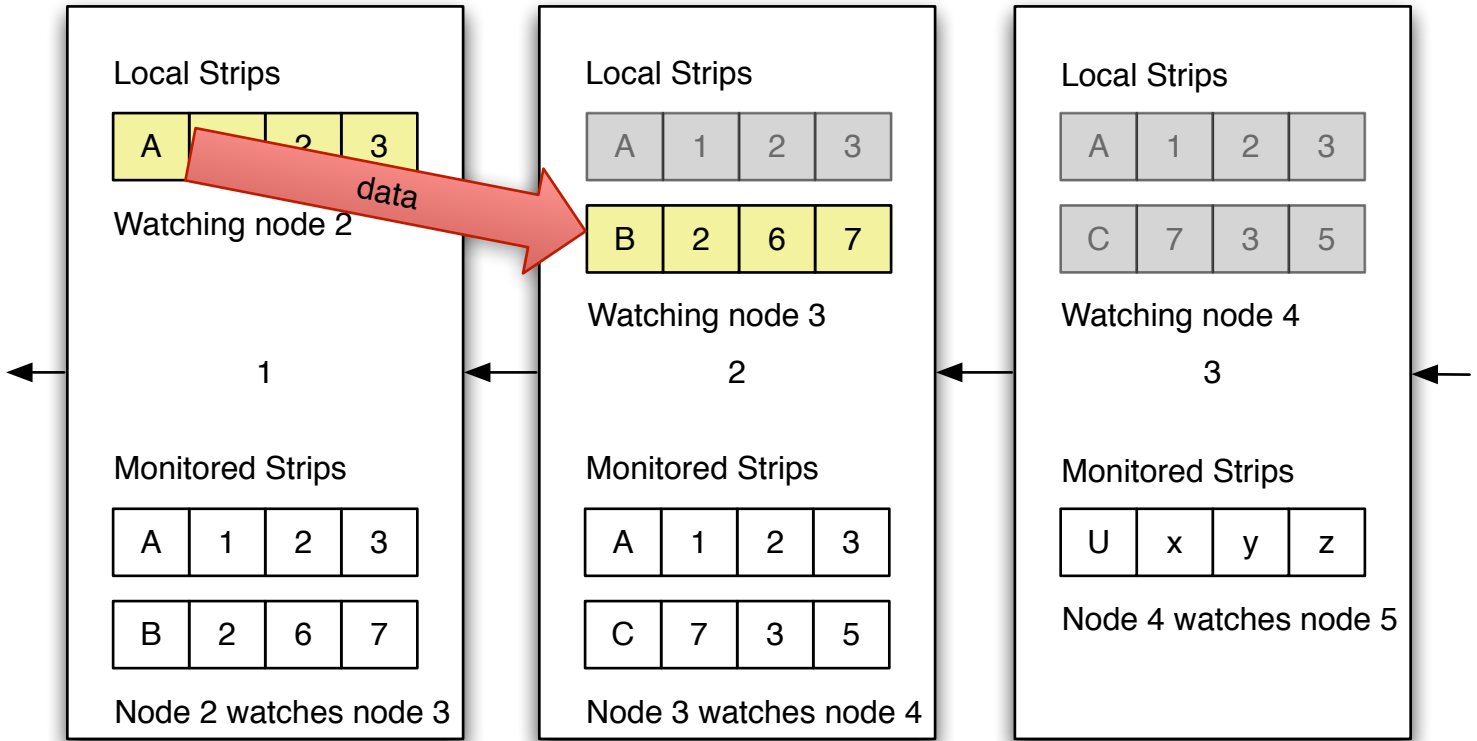 Local Strips
A 2 3
data
Watching node 2
1
Monitored Strips
A 1 2 3
B 2 6 7
Node 2 watches node 3
Local Strips
A 1 2 3
B 2 6 7
Watching node 3
2
Monitored Strips
A 1 2 3
C 7 3 5
Node 3 watches node 4
Local Strips
A 1 2 3
C 7 3 5
Watching node 4
3
Monitored Strips
U x y z
Node 4 watches node 5